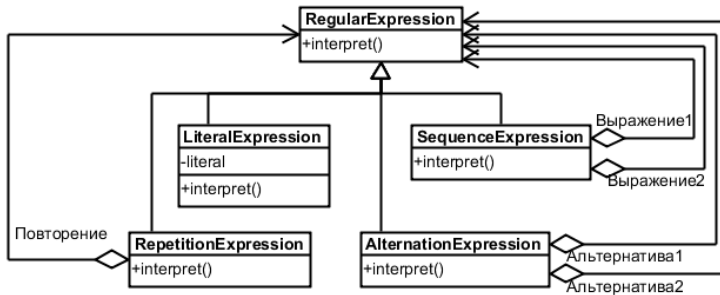 RegularExpression
+interpret()
Выражение1
LiteralExpression
SequenceExpression
-literal
+interpret()
+interpret()
Выражение2
Повторение
RepetitionExpression
AlternationExpression
Альтернатива1
+interpret()
+interpret()
Альтернатива2